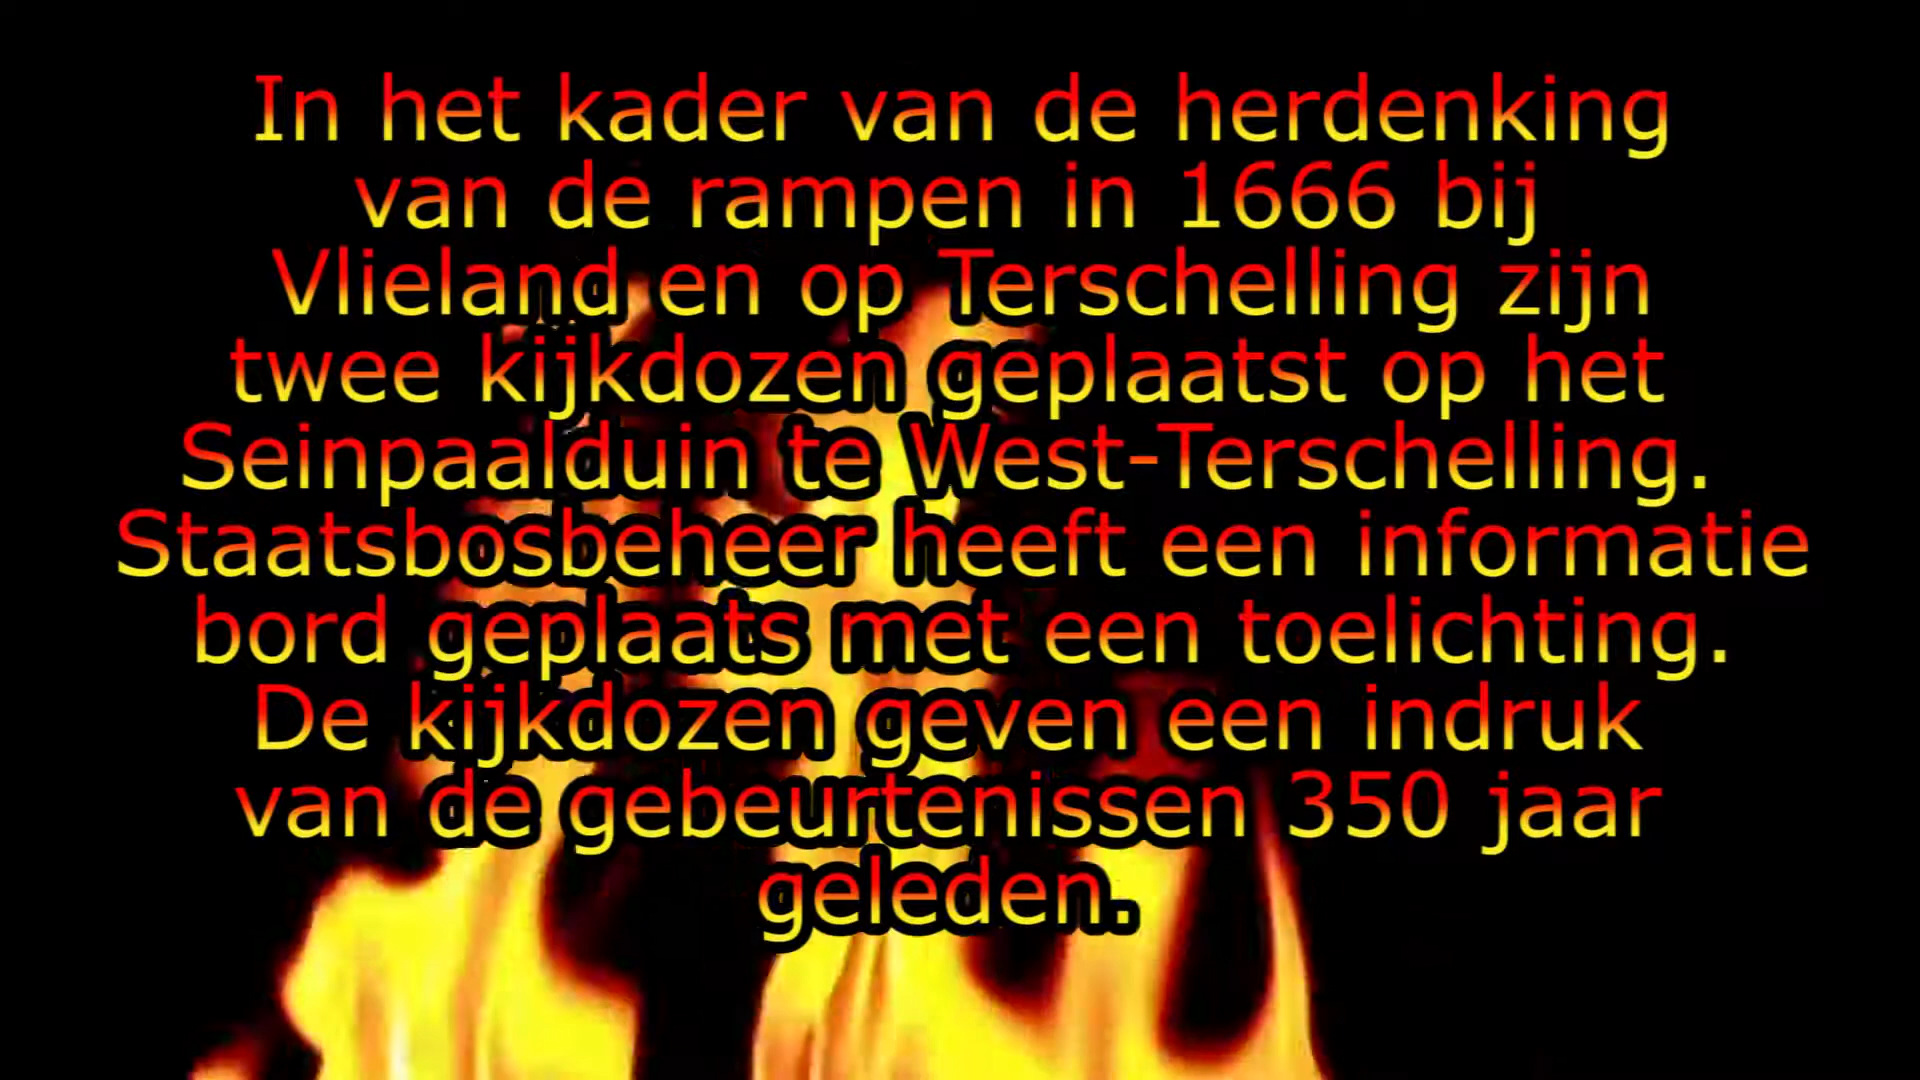 In het kader van de herdenking
van de rampen in 1666 bij
Vlieland en op Terschelling zijn
twee kijkdozen geplaatst op het
Seinpaalduin te West-Terschelling.
Staatsbosbeheer heeft een informatie
bord geplaats met een toelichting.
De kijkdozen geven een indruk
van de gebeurtenissen 350 jaar
geleden.